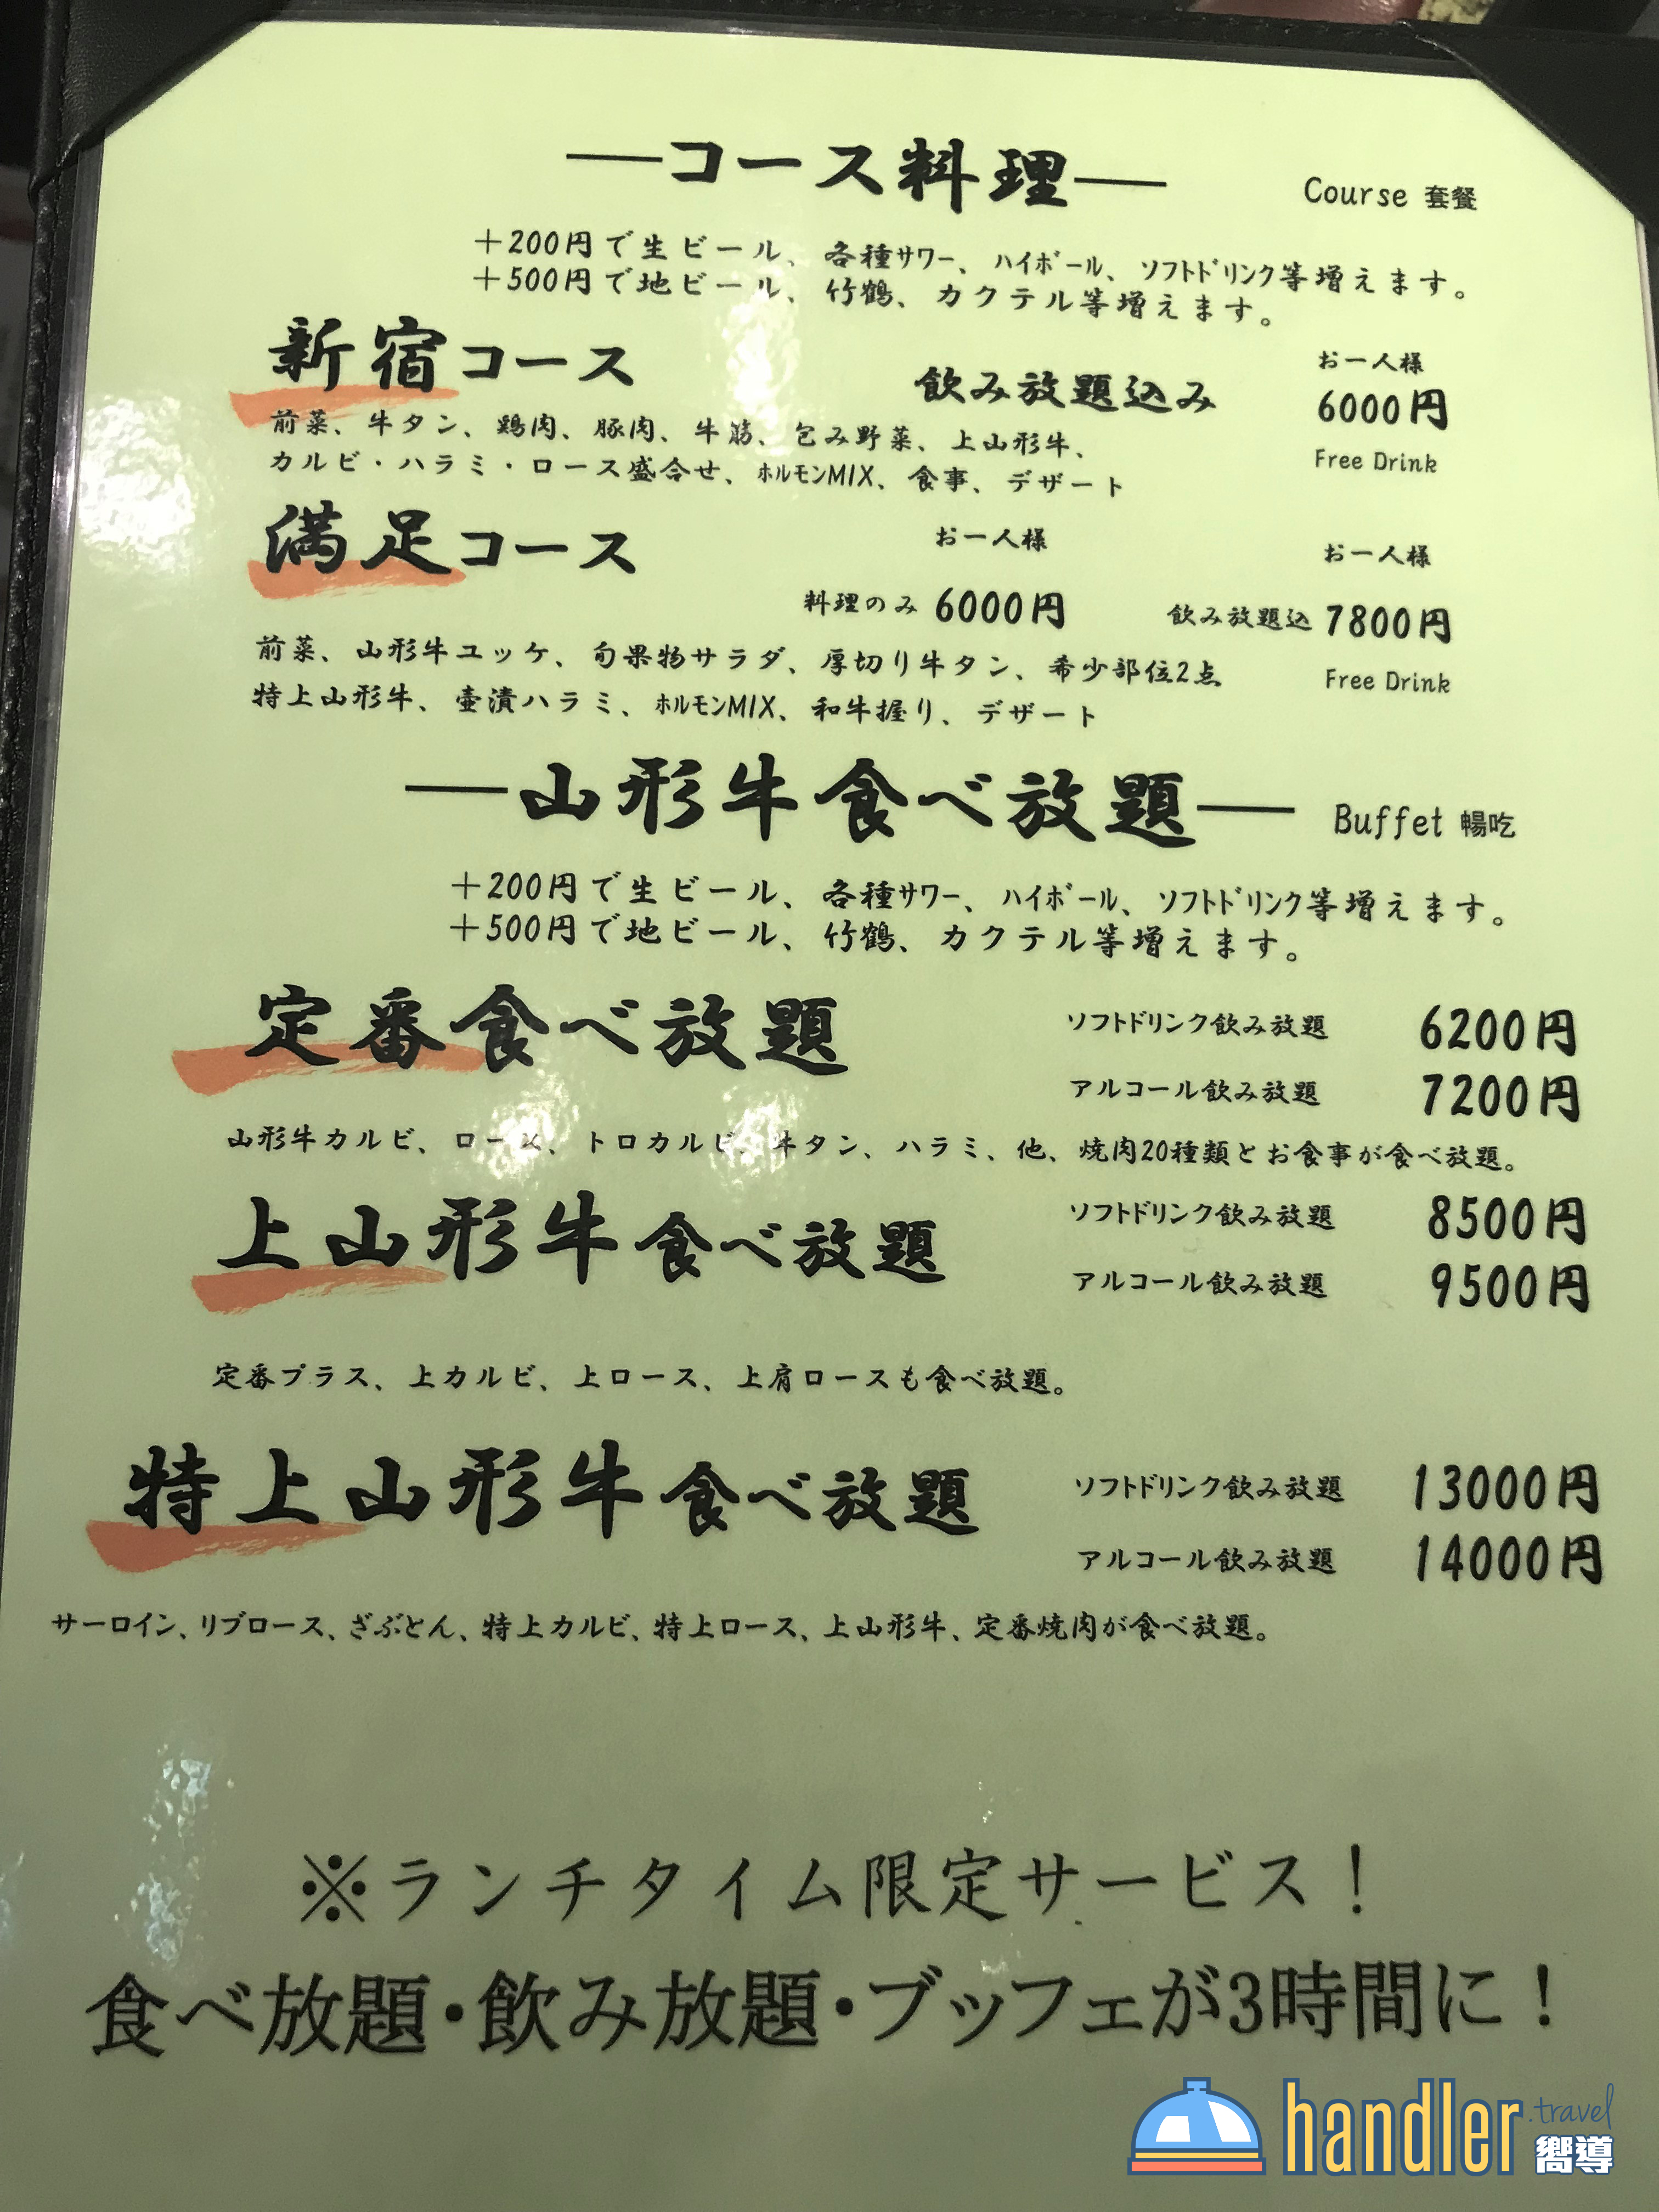 ―コース料理―
Course 套餐
＋200円で生ビール、各種サワー、ハイボール、ソフトドリンク等増えます。
＋500円で地ビール、竹鶴、カクテル等増えます。
新宿コース
飲み放題込み
お一人様
6000円
Free Drink
前菜、牛タン、鶏肉、豚肉、牛筋、包み野菜、上山形牛、
カルビ・ハラミ・ロース盛合せ、ホルモンMIX、食事、デザート
満足コース
お一人様
料理のみ 6000円
お一人様
飲み放題込 7800円
Free Drink
前菜、山形牛ユッケ、旬果物サラダ、厚切り牛タン、希少部位2点
特上山形牛、壷漬ハラミ、ホルモンMIX、和牛握り、デザート
―山形牛食べ放題―
Buffet 暢吃
＋200円で生ビール、各種サワー、ハイボール、ソフトドリンク等増えます。
＋500円で地ビール、竹鶴、カクテル等増えます。
定番食べ放題
ソフトドリンク飲み放題 6200円
アルコール飲み放題 7200円
山形牛カルビ、ロース、トロカルビ、牛タン、ハラミ、他、焼肉20種類とお食事が食べ放題。
上山形牛食べ放題
ソフトドリンク飲み放題 8500円
アルコール飲み放題 9500円
定番プラス、上カルビ、上ロース、上肩ロースも食べ放題。
特上山形牛食べ放題
ソフトドリンク飲み放題 13000円
アルコール飲み放題 14000円
サーロイン、リブロース、ざぶとん、特上カルビ、特上ロース、上山形牛、定番焼肉が食べ放題。
※ランチタイム限定サービス！
食べ放題・飲み放題・ブッフェが3時間に！
handler.travel
嚮導